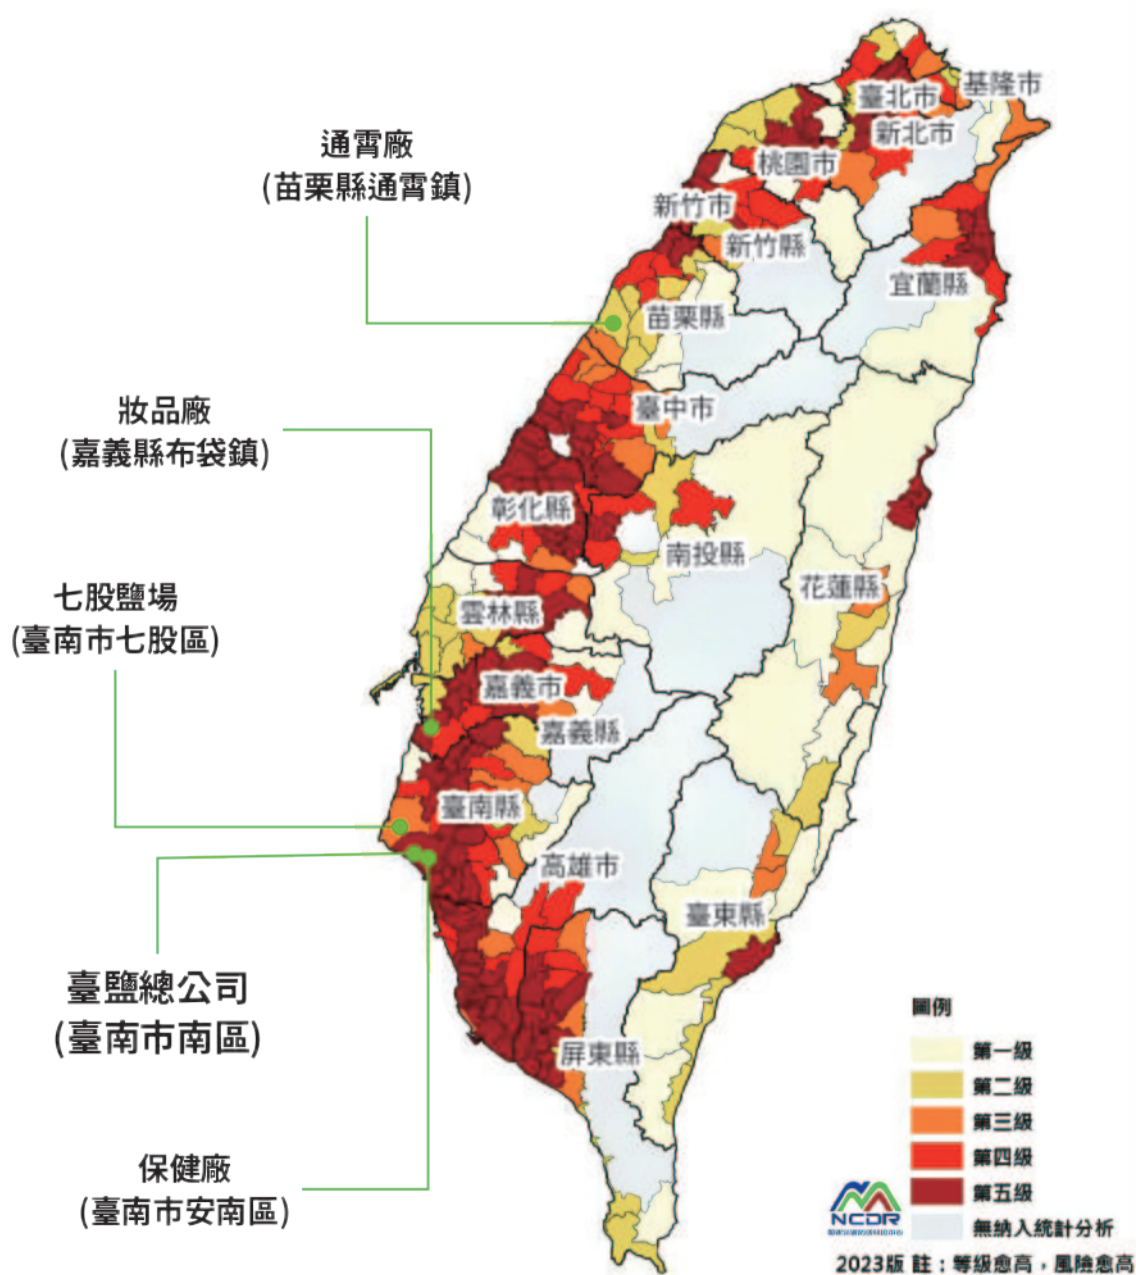 通霄廠
(苗栗縣通霄鎮)
妝品廠
(嘉義縣布袋鎮)
七股鹽場
(臺南市七股區)
臺鹽總公司
(臺南市南區)
保健廠
(臺南市安南區)
基隆市
臺北市
新北市
桃園市
新竹市
新竹縣
宜蘭縣
苗栗縣
臺中市
彰化縣
南投縣
花蓮縣
雲林縣
嘉義市
嘉義縣
臺南縣
高雄市
臺東縣
屏東縣
圖例
第一級
第二級
第三級
第四級
第五級
無納入統計分析
NCDR
2023版 註：等級愈高，風險愈高